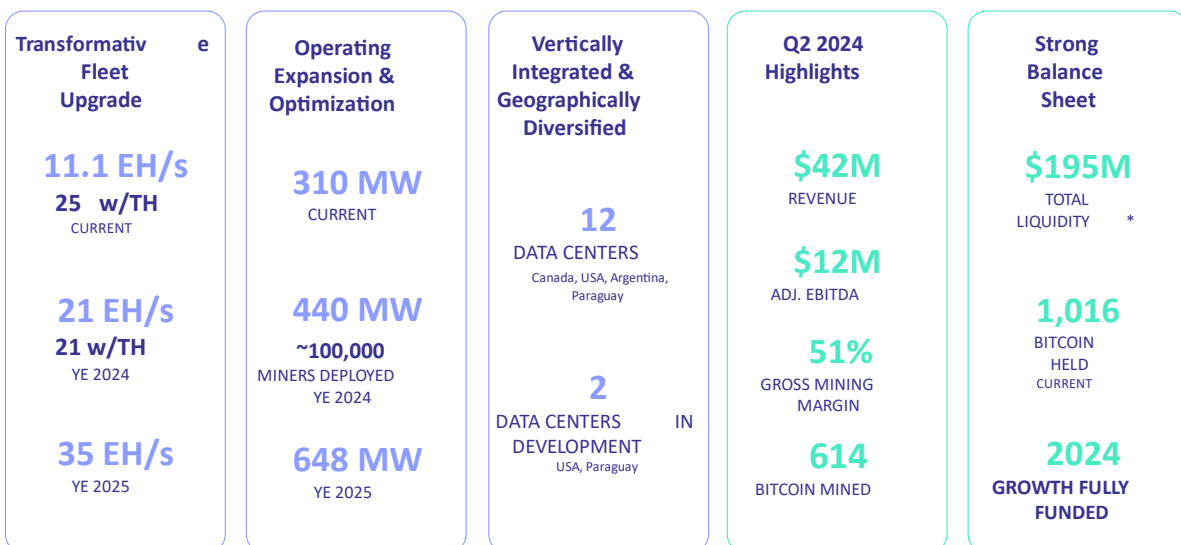 Transformativ e
Fleet
Upgrade
11.1 EH/s
25 w/TH
CURRENT
21 EH/s
21 w/TH
YE 2024
35 EH/s
YE 2025
Operating
Expansion &
Optimization
310 MW
CURRENT
440 MW
~100,000
MINERS DEPLOYED
YE 2024
648 MW
YE 2025
Vertically
Integrated &
Geographically
Diversified
12
DATA CENTERS
Canada, USA, Argentina,
Paraguay
2
DATA CENTERS IN
DEVELOPMENT
USA, Paraguay
Q2 2024
Highlights
$42M
REVENUE
$12M
ADJ. EBITDA
51%
GROSS MINING
MARGIN
614
BITCOIN MINED
Strong
Balance
Sheet
$195M
TOTAL
LIQUIDITY *
1,016
BITCOIN
HELD
CURRENT
2024
GROWTH FULLY
FUNDED